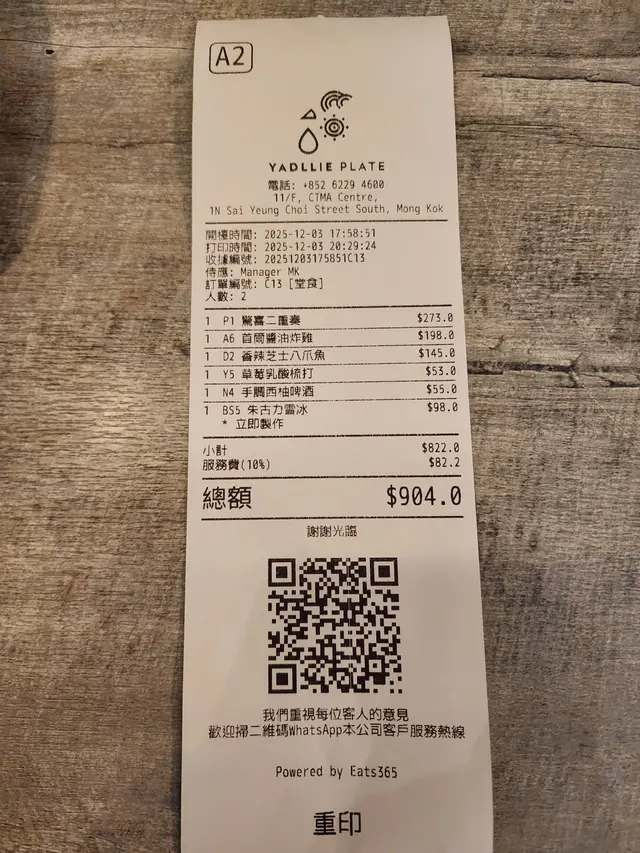 A2
YADLLIE PLATE
電話: +852 6229 4600
11/F, CTMA Centre,
1N Sai Yeung Choi Street South, Mong Kok
開檯時間: 2025-12-03 17:58:51
打印時間: 2025-12-03 20:29:24
收據編號: 20251203175851C13
侍應: Manager MK
訂單編號: C13 [堂食]
人數: 2
1 P1 驚喜二重奏 $273.0
1 A6 首爾醬油炸雞 $198.0
1 D2 香辣芝士八爪魚 $145.0
1 Y5 草莓乳酸梳打 $53.0
1 N4 手調西柚啤酒 $55.0
1 BS5 朱古力雪冰 $98.0
* 立即製作
小計 $822.0
服務費(10%) $82.2
總額 $904.0
謝謝光臨
我們重視每位客人的意見
歡迎掃二維碼WhatsApp本公司客戶服務熱線
Powered by Eats365
重印